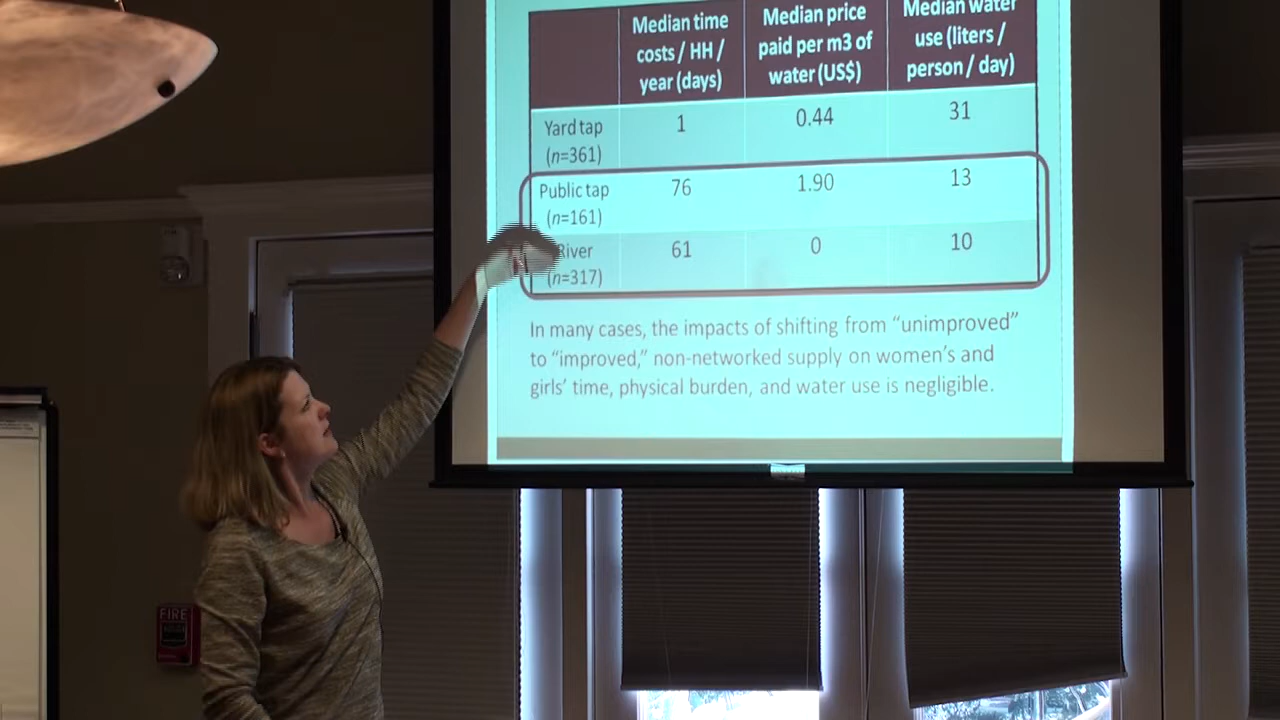 Median time costs / HH / year (days)
Median price paid per m3 of water (US$)
Median water use (liters / person / day)
Yard tap (n=361) 1 0.44 31
Public tap (n=161) 76 1.90 13
River (n=317) 61 0 10
In many cases, the impacts of shifting from “unimproved”
to “improved,” non-networked supply on women’s and
girls’ time, physical burden, and water use is negligible.
FIRE